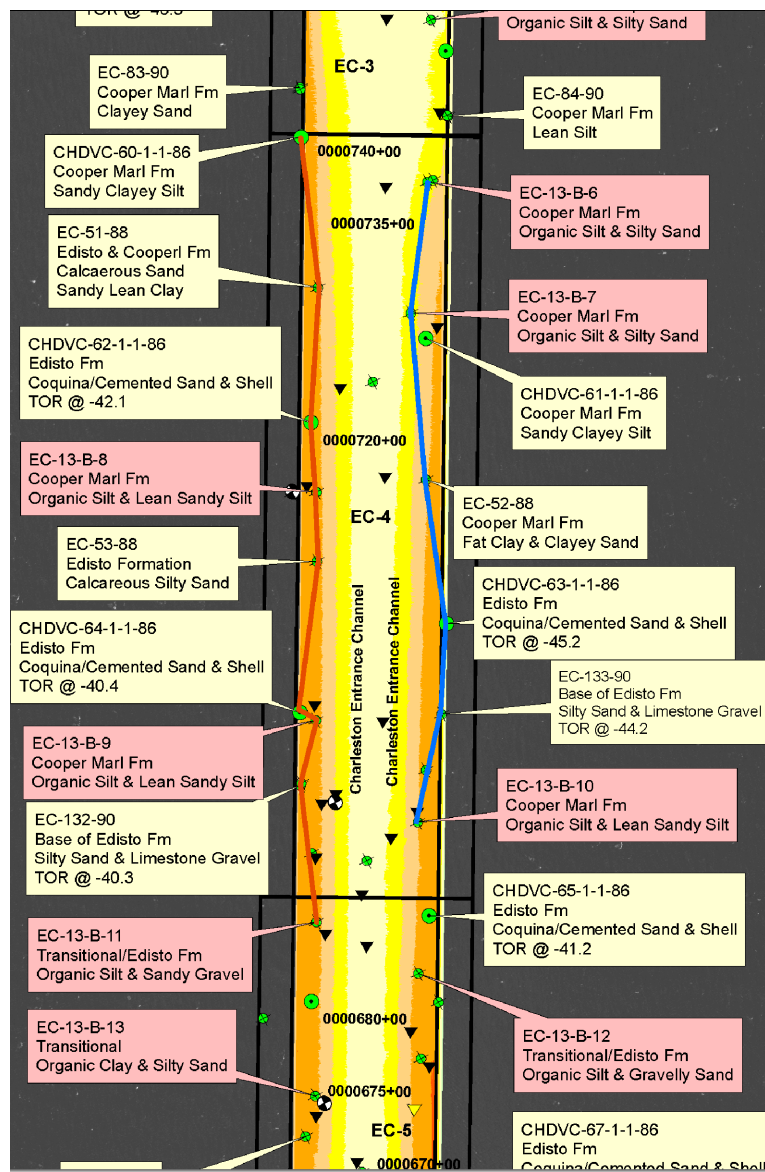 TOR @ -40.3
Organic Silt & Silty Sand
EC-3
EC-83-90
Cooper Marl Fm
Clayey Sand
EC-84-90
Cooper Marl Fm
Lean Silt
CHDVC-60-1-1-86
Cooper Marl Fm
Sandy Clayey Silt
0000740+00
EC-13-B-6
Cooper Marl Fm
Organic Silt & Silty Sand
0000735+00
EC-51-88
Edisto & Cooperl Fm
Calcaerous Sand
Sandy Lean Clay
EC-13-B-7
Cooper Marl Fm
Organic Silt & Silty Sand
CHDVC-62-1-1-86
Edisto Fm
Coquina/Cemented Sand & Shell
TOR @ -42.1
CHDVC-61-1-1-86
Cooper Marl Fm
Sandy Clayey Silt
0000720+00
EC-13-B-8
Cooper Marl Fm
Organic Silt & Lean Sandy Silt
EC-4
EC-52-88
Cooper Marl Fm
Fat Clay & Clayey Sand
EC-53-88
Edisto Formation
Calcareous Silty Sand
CHDVC-63-1-1-86
Edisto Fm
Coquina/Cemented Sand & Shell
TOR @ -45.2
Charleston Entrance Channel
Charleston Entrance Channel
CHDVC-64-1-1-86
Edisto Fm
Coquina/Cemented Sand & Shell
TOR @ -40.4
EC-133-90
Base of Edisto Fm
Silty Sand & Limestone Gravel
TOR @ -44.2
EC-13-B-9
Cooper Marl Fm
Organic Silt & Lean Sandy Silt
EC-13-B-10
Cooper Marl Fm
Organic Silt & Lean Sandy Silt
EC-132-90
Base of Edisto Fm
Silty Sand & Limestone Gravel
TOR @ -40.3
CHDVC-65-1-1-86
Edisto Fm
Coquina/Cemented Sand & Shell
TOR @ -41.2
EC-13-B-11
Transitional/Edisto Fm
Organic Silt & Sandy Gravel
EC-13-B-13
Transitional
Organic Clay & Silty Sand
0000680+00
EC-13-B-12
Transitional/Edisto Fm
Organic Silt & Gravelly Sand
0000675+00
EC-5
CHDVC-67-1-1-86
Edisto Fm
Coquina/Cemented Sand & Shell
0000670+00